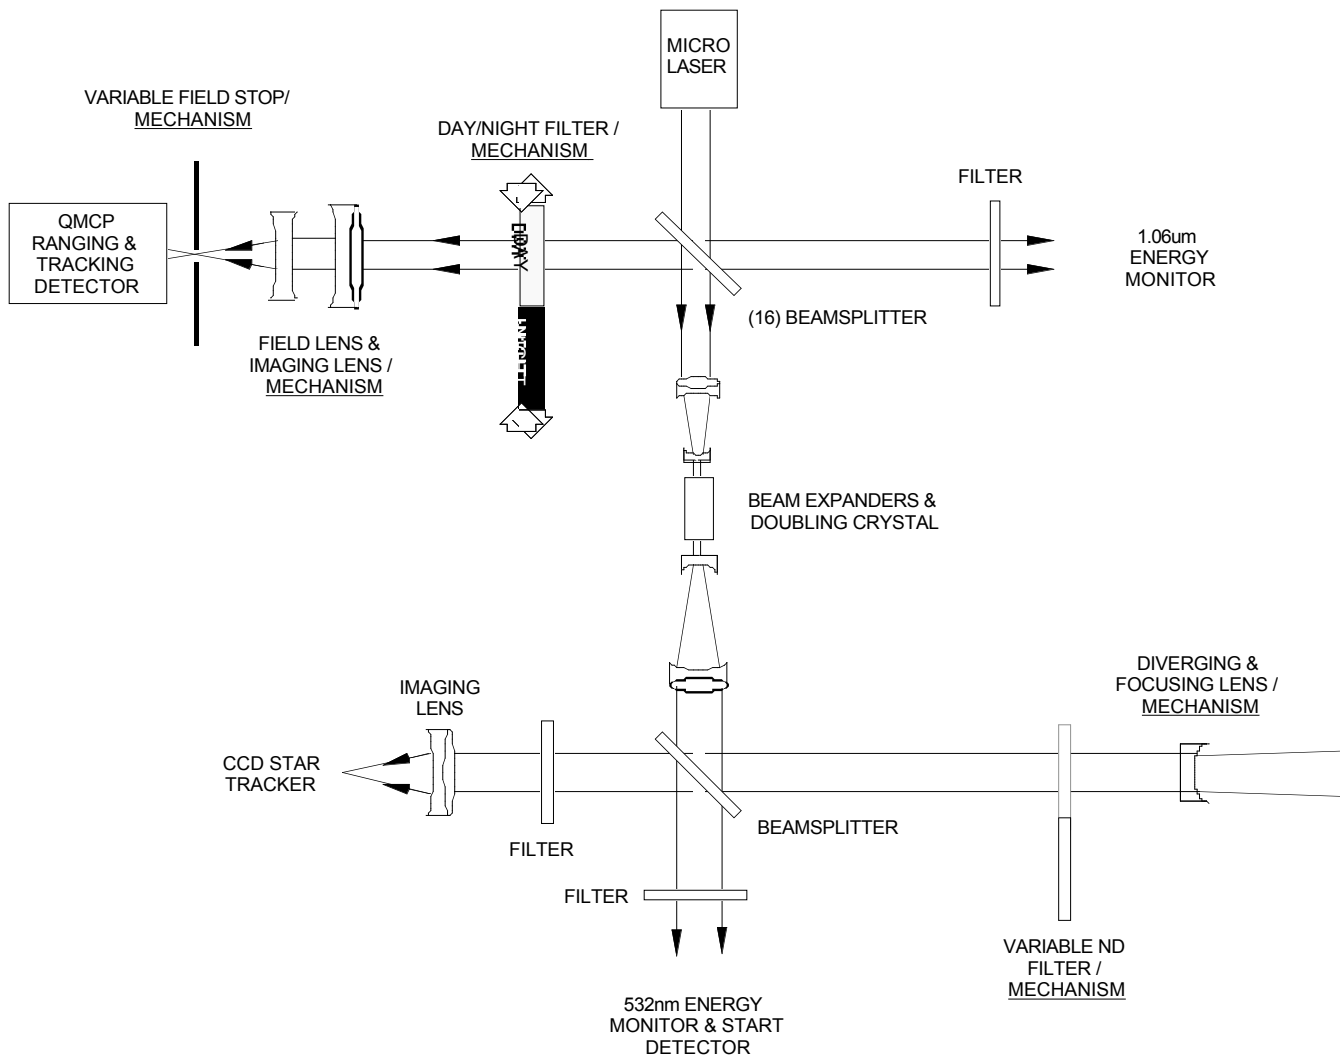 MICRO
LASER
VARIABLE FIELD STOP/
MECHANISM
DAY/NIGHT FILTER /
MECHANISM
FILTER
QMCP
RANGING &
TRACKING
DETECTOR
DAY
1.06um
ENERGY
MONITOR
(16) BEAMSPLITTER
FIELD LENS &
IMAGING LENS /
MECHANISM
NIGHT
BEAM EXPANDERS &
DOUBLING CRYSTAL
IMAGING
LENS
DIVERGING &
FOCUSING LENS /
MECHANISM
CCD STAR
TRACKER
BEAMSPLITTER
FILTER
FILTER
VARIABLE ND
FILTER /
MECHANISM
532nm ENERGY
MONITOR & START
DETECTOR